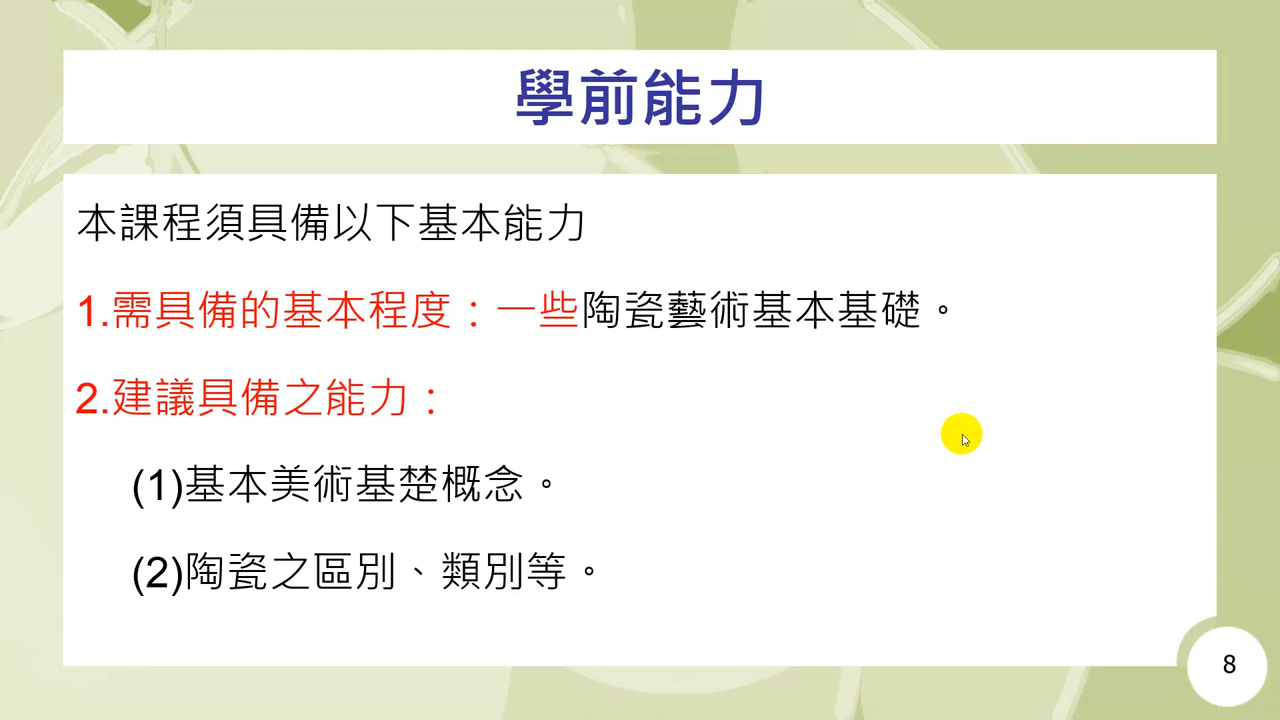 學前能力
本課程須具備以下基本能力
1.需具備的基本程度：一些陶瓷藝術基本基礎。
2.建議具備之能力：
(1)基本美術基楚概念。
(2)陶瓷之區別、類別等。
8